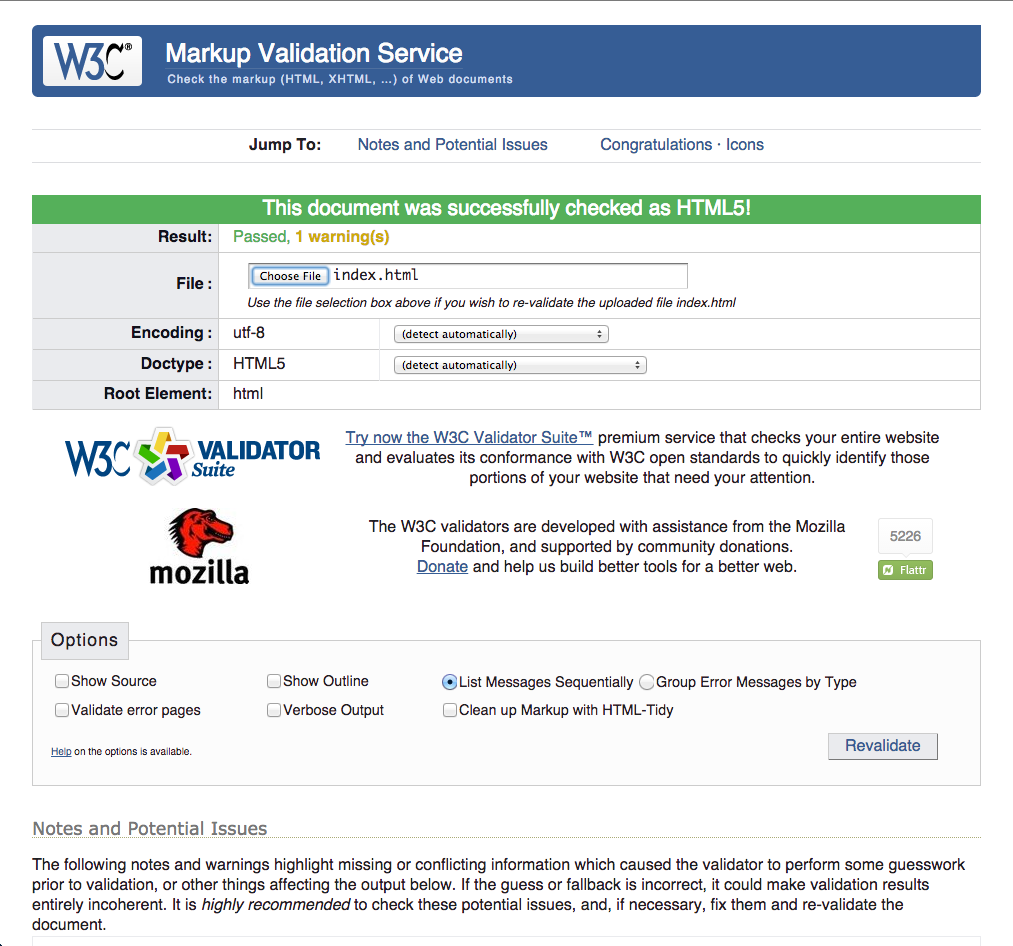 W3C®
Markup Validation Service
Check the markup (HTML, XHTML, …) of Web documents
Jump To: Notes and Potential Issues Congratulations · Icons
This document was successfully checked as HTML5!
Result: Passed, 1 warning(s)
File : Choose File index.html
Use the file selection box above if you wish to re-validate the uploaded file index.html
Encoding : utf-8 (detect automatically)
Doctype : HTML5 (detect automatically)
Root Element: html
W3C VALIDATOR Suite
Try now the W3C Validator Suite™ premium service that checks your entire website
and evaluates its conformance with W3C open standards to quickly identify those
portions of your website that need your attention.
mozilla
The W3C validators are developed with assistance from the Mozilla
Foundation, and supported by community donations.
Donate and help us build better tools for a better web.
5226
Flattr
Options
Show Source Show Outline List Messages Sequentially Group Error Messages by Type
Validate error pages Verbose Output Clean up Markup with HTML-Tidy
Help on the options is available.
Revalidate
Notes and Potential Issues
The following notes and warnings highlight missing or conflicting information which caused the validator to perform some guesswork
prior to validation, or other things affecting the output below. If the guess or fallback is incorrect, it could make validation results
entirely incoherent. It is highly recommended to check these potential issues, and, if necessary, fix them and re-validate the
document.